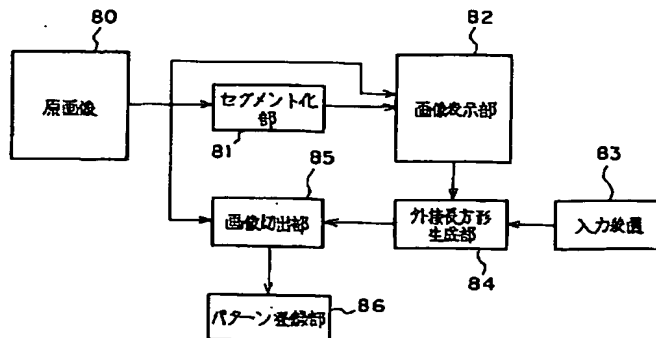 80
原画像
セグメント化
部
81
82
画像表示部
83
入力装置
外接長方形
生成部
84
85
画像切出部
パターン登録部
86